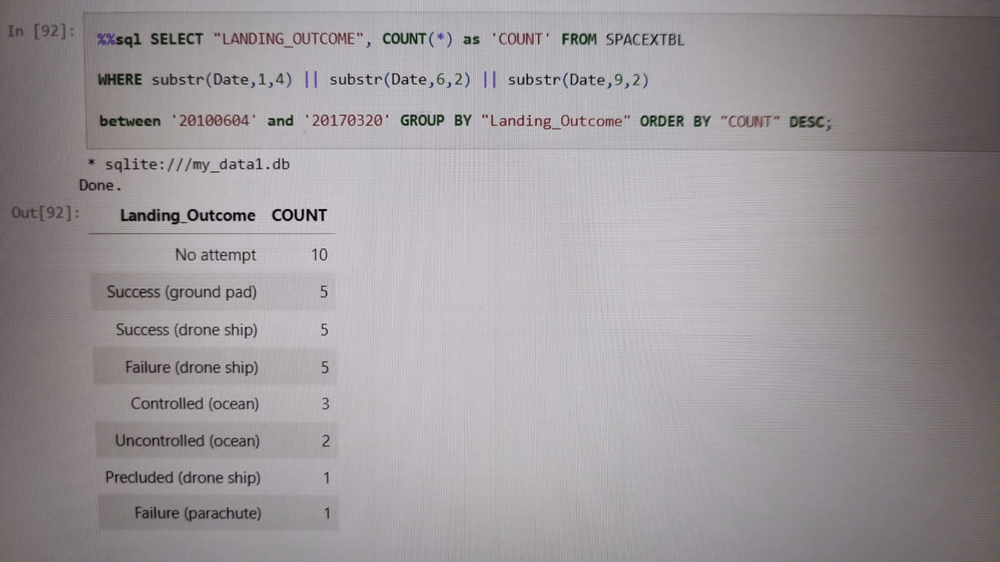 In [92]:
%%sql SELECT "LANDING_OUTCOME", COUNT(*) as 'COUNT' FROM SPACEXTBL
WHERE substr(Date,1,4) || substr(Date,6,2) || substr(Date,9,2)
between '20100604' and '20170320' GROUP BY "Landing_Outcome" ORDER BY "COUNT" DESC;
* sqlite:///my_data1.db
Done.
Out[92]:
Landing_Outcome COUNT
No attempt 10
Success (ground pad) 5
Success (drone ship) 5
Failure (drone ship) 5
Controlled (ocean) 3
Uncontrolled (ocean) 2
Precluded (drone ship) 1
Failure (parachute) 1